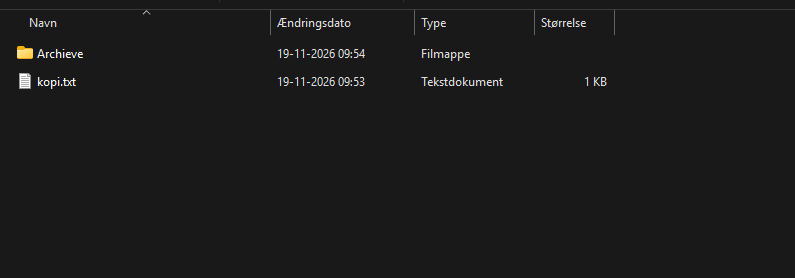 Navn Ændringsdato Type Størrelse
Archieve 19-11-2026 09:54 Filmappe
kopi.txt 19-11-2026 09:53 Tekstdokument 1 KB